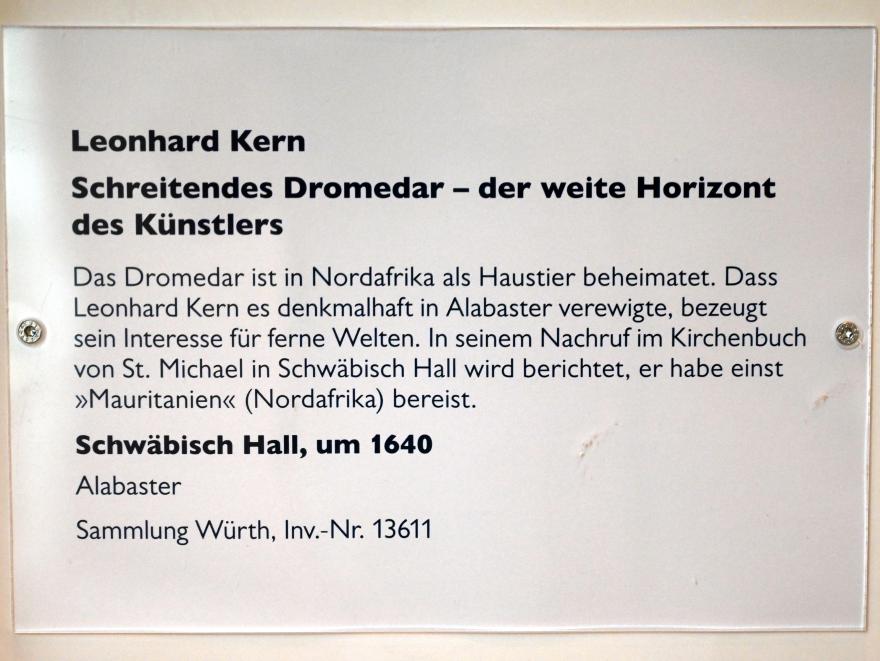 Leonhard Kern
Schreitendes Dromedar – der weite Horizont
des Künstlers
Das Dromedar ist in Nordafrika als Haustier beheimatet. Dass
Leonhard Kern es denkmalhaft in Alabaster verewigte, bezeugt
sein Interesse für ferne Welten. In seinem Nachruf im Kirchenbuch
von St. Michael in Schwäbisch Hall wird berichtet, er habe einst
»Mauritanien« (Nordafrika) bereist.
Schwäbisch Hall, um 1640
Alabaster
Sammlung Würth, Inv.-Nr. 13611